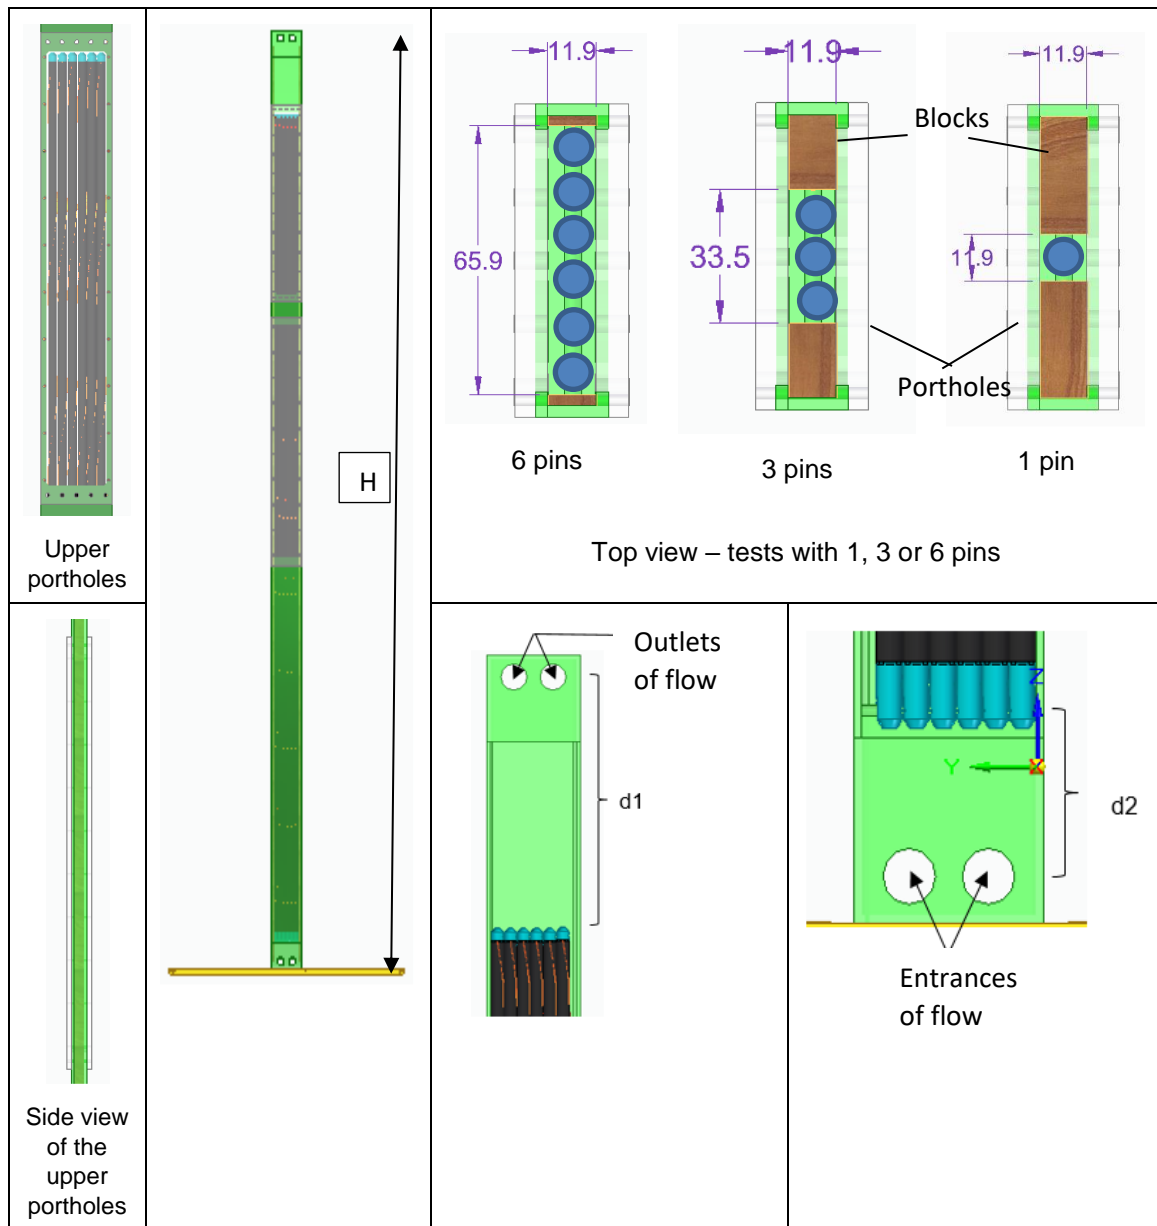 Upper
portholes
H
11.9
65.9
6 pins
11.9
33.5
3 pins
11.9
11.9
1 pin
Blocks
Portholes
Top view – tests with 1, 3 or 6 pins
Side view
of the
upper
portholes
Outlets
of flow
d1
Z
Y
X
d2
Entrances
of flow